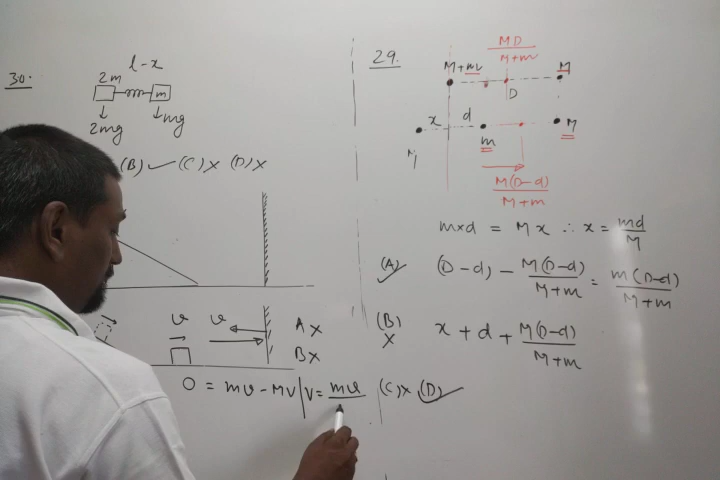 30.
l-x
2m
m
2mg
mg
(B) ✓ (C) X (D) X
v v A X
B X
0 = mv - MV | V = mv
(C) X (D) ✓
29.
MD
M+m
M+m M
D
x d M
M m
M(D-d)
M+m
m×d = Mx ∴ x = md/M
(A) ✓ (D-d) - M(D-d)/M+m = m(D-d)/M+m
(B) X x + d + M(D-d)/M+m